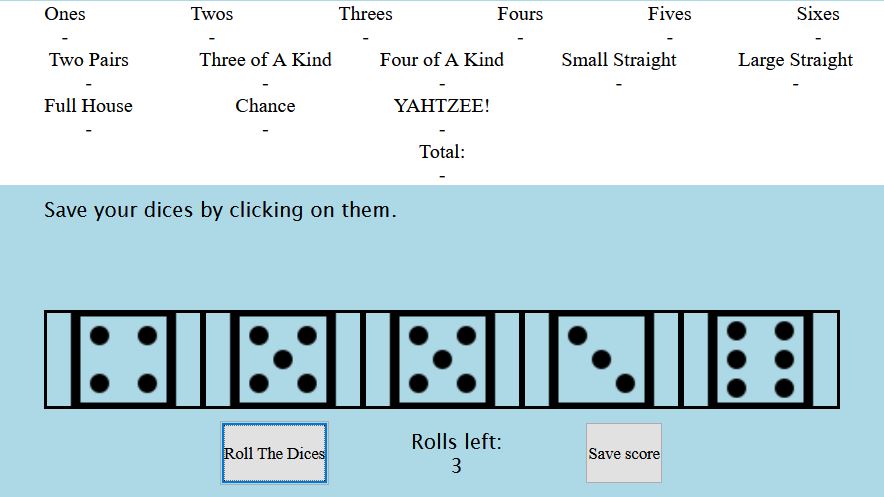 Ones Twos Threes Fours Fives Sixes
- - - - - -
Two Pairs Three of A Kind Four of A Kind Small Straight Large Straight
- - - - -
Full House Chance YAHTZEE!
- - -
Total:
-
Save your dices by clicking on them.
Roll The Dices Rolls left: Save score
3